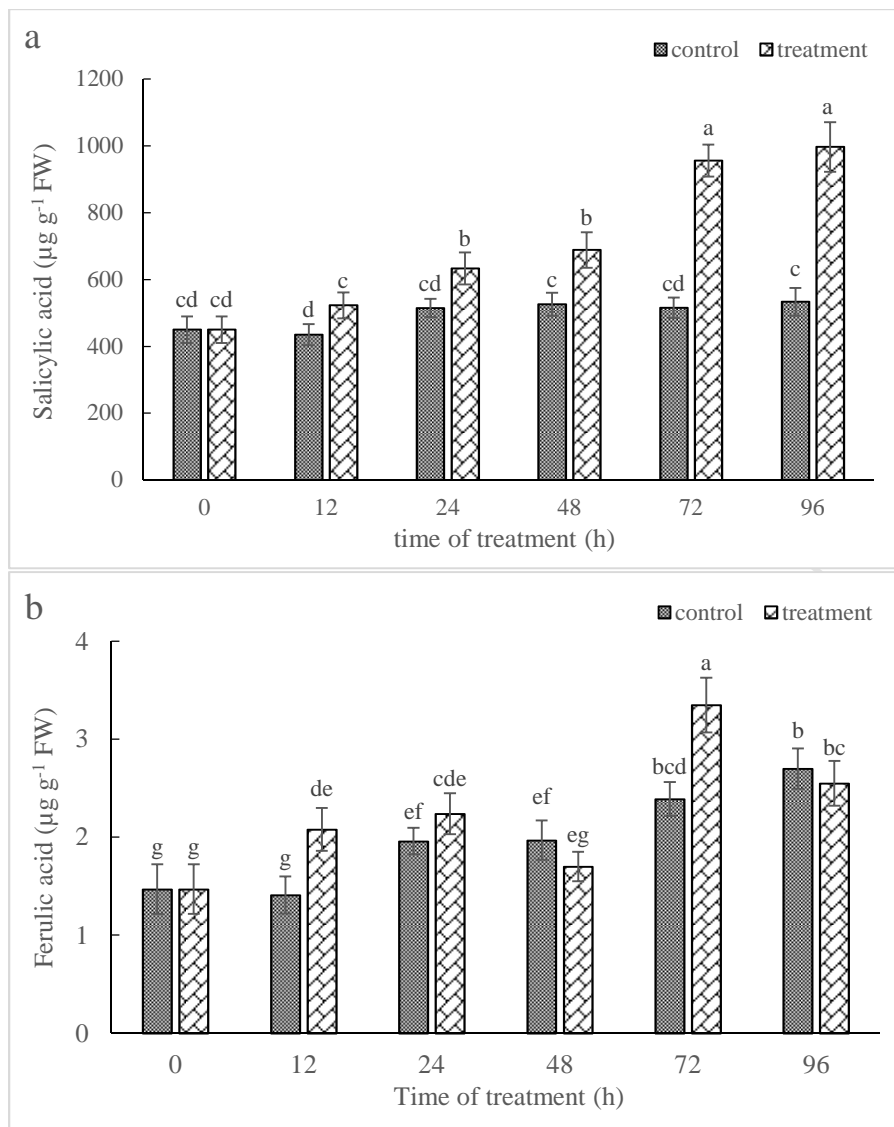 a
control treatment
1200
1000
800
600
400
200
0
Salicylic acid (µg g⁻¹ FW)
cd cd d c cd b c b cd a c a
0 12 24 48 72 96
time of treatment (h)
b
control treatment
4
3
2
1
0
Ferulic acid (µg g⁻¹ FW)
g g g de ef cde ef eg bcd a b bc
0 12 24 48 72 96
Time of treatment (h)